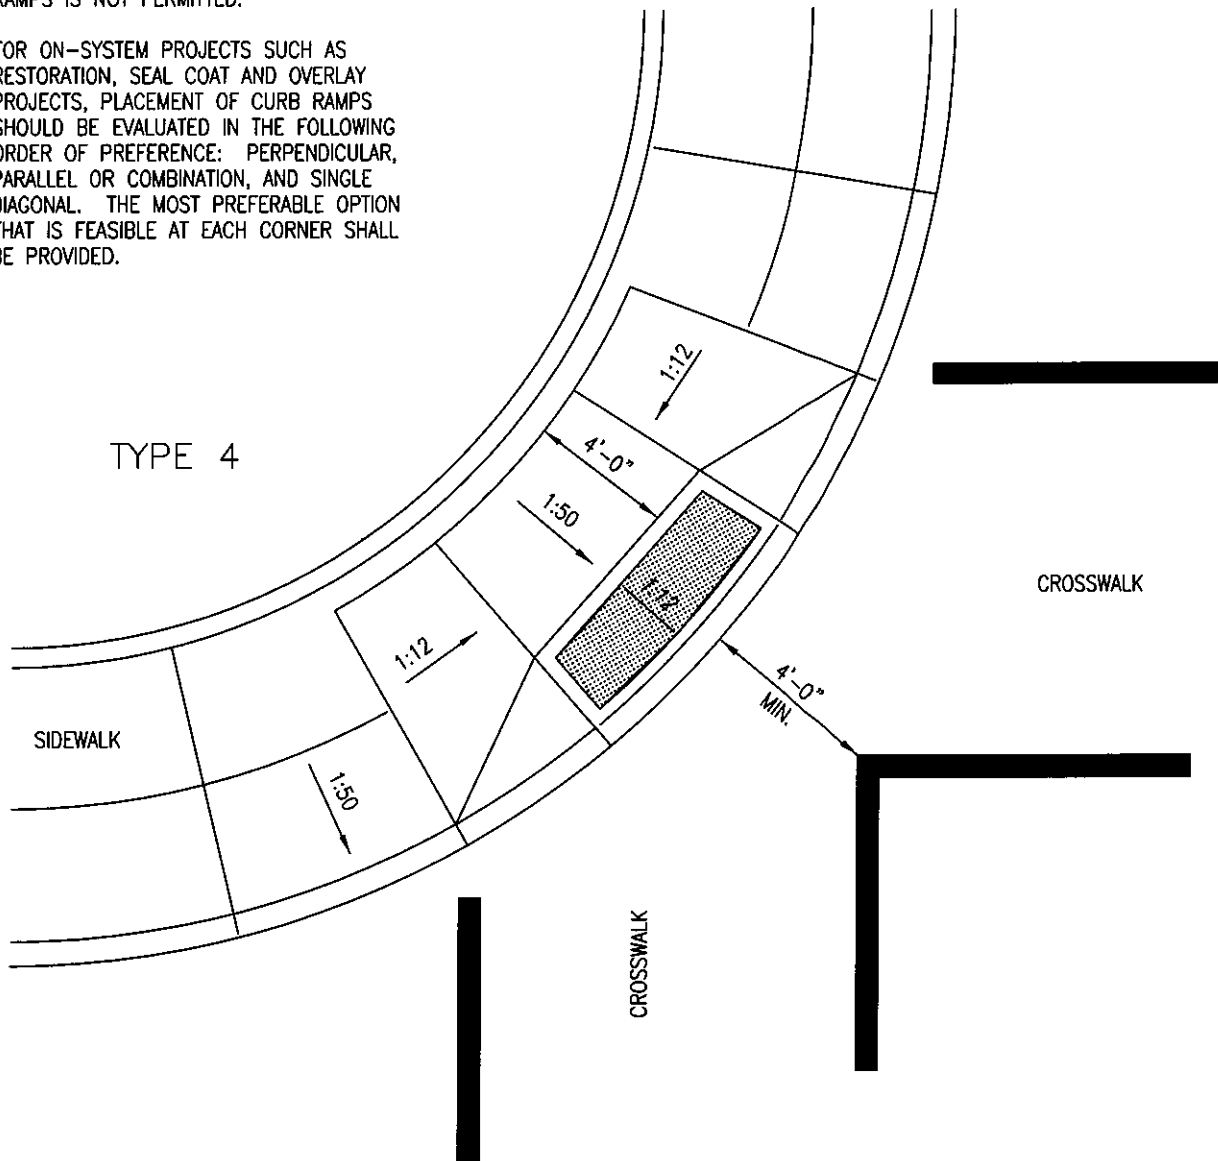 RAMPS IS NOT PERMITTED.
FOR ON-SYSTEM PROJECTS SUCH AS
RESTORATION, SEAL COAT AND OVERLAY
PROJECTS, PLACEMENT OF CURB RAMPS
SHOULD BE EVALUATED IN THE FOLLOWING
ORDER OF PREFERENCE: PERPENDICULAR,
PARALLEL OR COMBINATION, AND SINGLE
DIAGONAL. THE MOST PREFERABLE OPTION
THAT IS FEASIBLE AT EACH CORNER SHALL
BE PROVIDED.
1:12
TYPE 4
4'-0"
1:50
1:12
CROSSWALK
1:12
4'-0"
MIN.
SIDEWALK
1:50
CROSSWALK